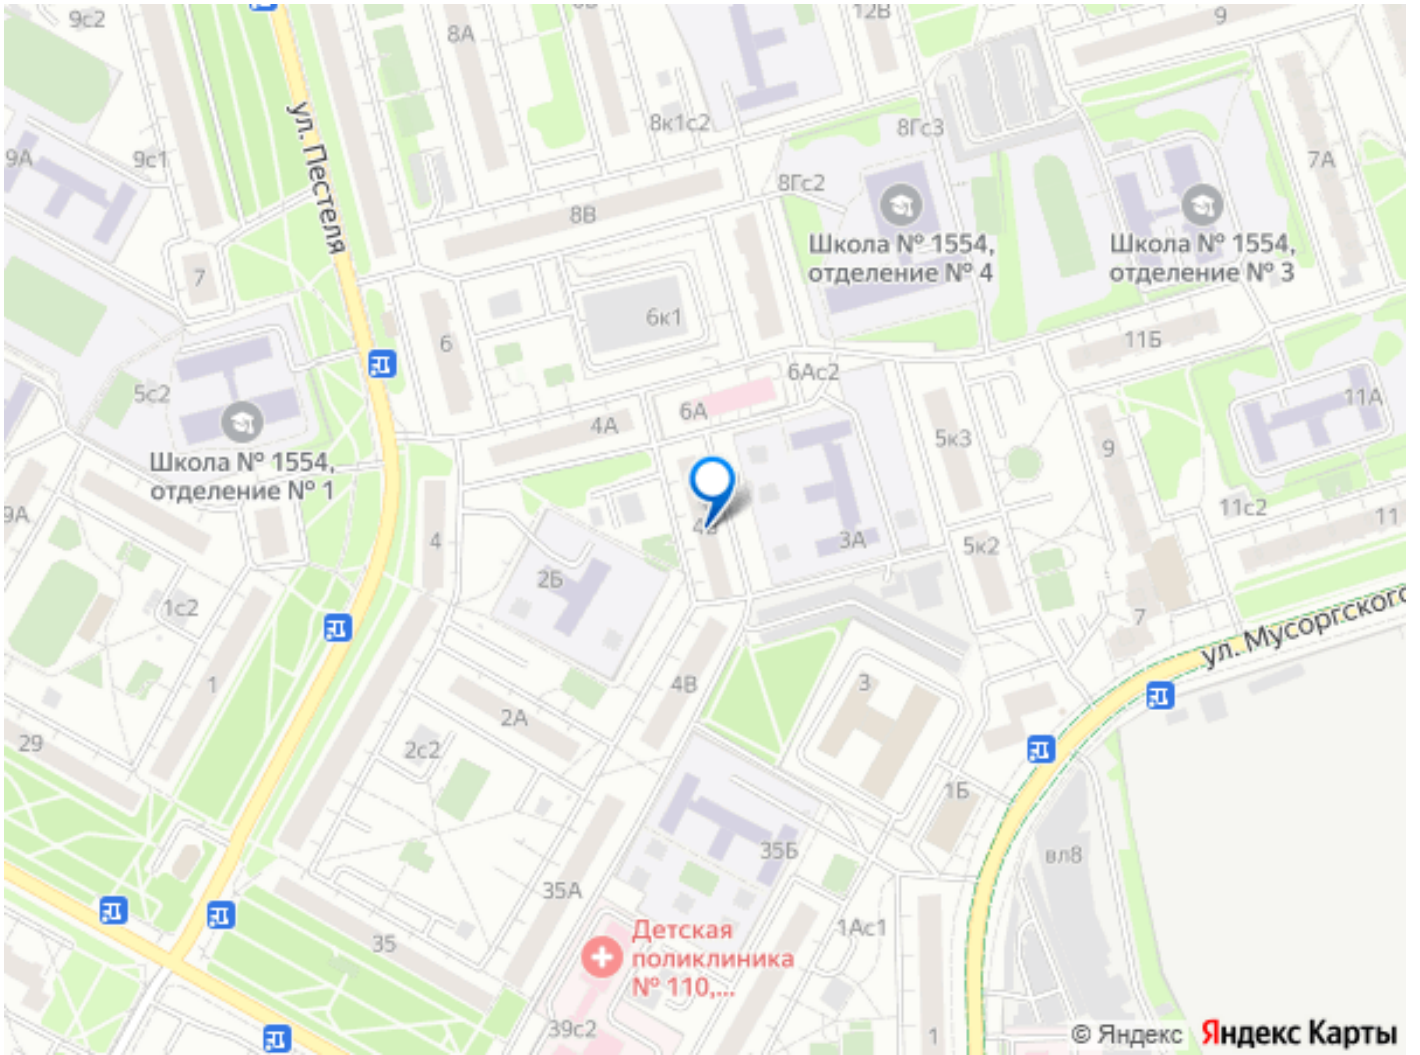 9с2
8А
12В
9
ул. Пестеля
8к1с2
8Гс3
9А
9с1
7А
8Гс2
8В
Школа № 1554,
отделение № 4
Школа № 1554,
отделение № 3
7
6к1
6
11Б
5с2
6Ас2
6А
4А
11А
5к3
9
Школа № 1554,
отделение № 1
9А
11с2
11
4
3А
5к2
2Б
1с2
7
ул. Мусоргского
1
4В
3
2А
29
2с2
1Б
35Б
вл8
35А
1Ас1
35
Детская
поликлиника
№ 110,...
39с2
1
© Яндекс Яндекс Карты